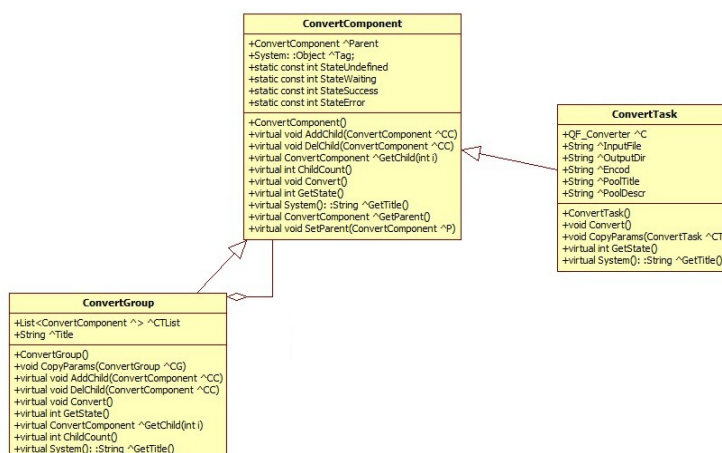 ConvertComponent
+ConvertComponent ^Parent
+System: :Object ^Tag;
+static const int StateUndefined
+static const int StateWaiting
+static const int StateSuccess
+static const int StateError
+ConvertComponent()
+virtual void AddChild(ConvertComponent ^CC)
+virtual void DelChild(ConvertComponent ^CC)
+virtual ConvertComponent ^GetChild(int i)
+virtual int ChildCount()
+virtual void Convert()
+virtual int GetState()
+virtual System(): :String ^GetTitle()
+virtual ConvertComponent ^GetParent()
+virtual void SetParent(ConvertComponent ^P)
ConvertTask
+QF_Converter ^C
+String ^InputFile
+String ^OutputDir
+String ^Encod
+String ^PoolTitle
+String ^PoolDescr
+ConvertTask()
+void Convert()
+void CopyParams(ConvertTask ^CT
+virtual int GetState()
+virtual System(): :String ^GetTitle()
ConvertGroup
+List<ConvertComponent ^> ^CTList
+String ^Title
+ConvertGroup()
+void CopyParams(ConvertGroup ^CG)
+virtual void AddChild(ConvertComponent ^CC)
+virtual void DelChild(ConvertComponent ^CC)
+virtual void Convert()
+virtual int GetState()
+virtual ConvertComponent ^GetChild(int i)
+virtual int ChildCount()
+virtual System(): :String ^GetTitle()